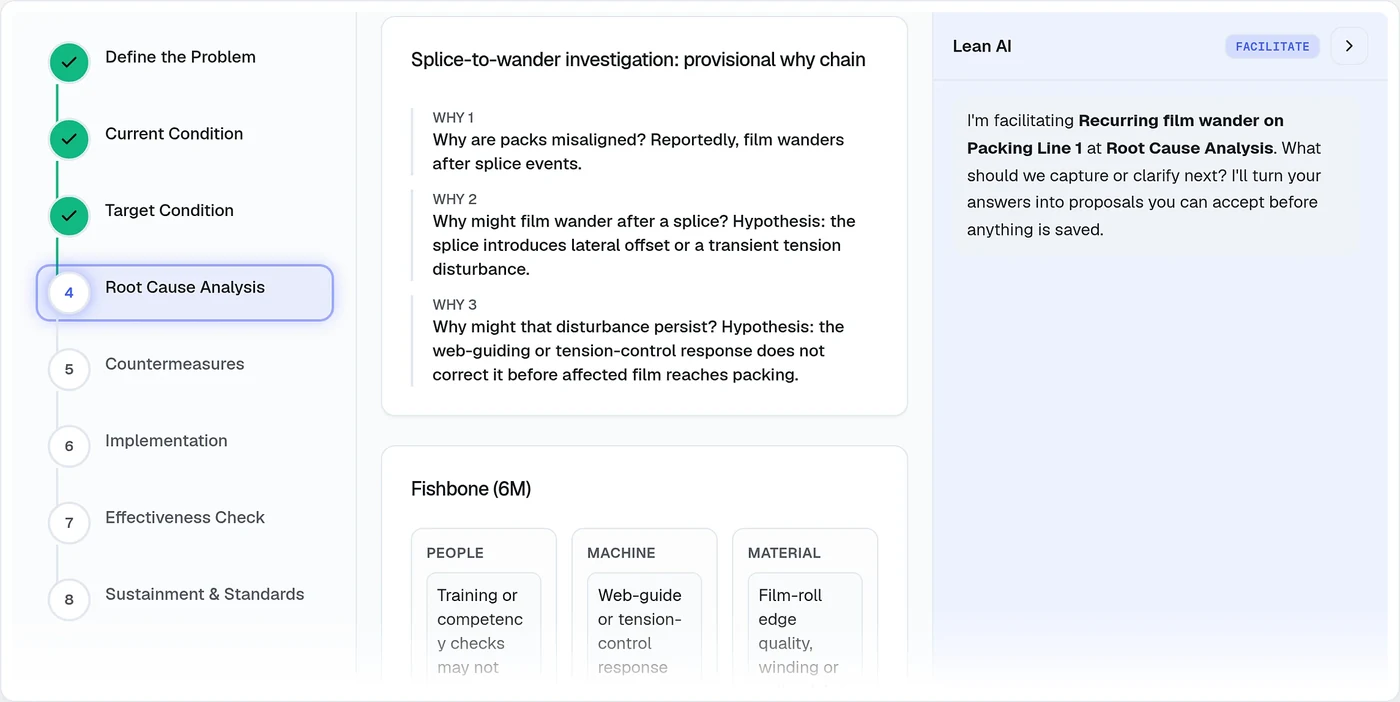 Define the Problem
Current Condition
Target Condition
4
Root Cause Analysis
5
Countermeasures
6
Implementation
7
Effectiveness Check
8
Sustainment & Standards
Splice-to-wander investigation: provisional why chain
WHY 1
Why are packs misaligned? Reportedly, film wanders
after splice events.
WHY 2
Why might film wander after a splice? Hypothesis: the
splice introduces lateral offset or a transient tension
disturbance.
WHY 3
Why might that disturbance persist? Hypothesis: the
web-guiding or tension-control response does not
correct it before affected film reaches packing.
Fishbone (6M)
PEOPLE
Training or
competenc
y checks
may not
MACHINE
Web-guide
or tension-
control
response
MATERIAL
Film-roll
edge
quality,
winding or
Lean AI
FACILITATE
I'm facilitating Recurring film wander on
Packing Line 1 at Root Cause Analysis. What
should we capture or clarify next? I'll turn your
answers into proposals you can accept before
anything is saved.